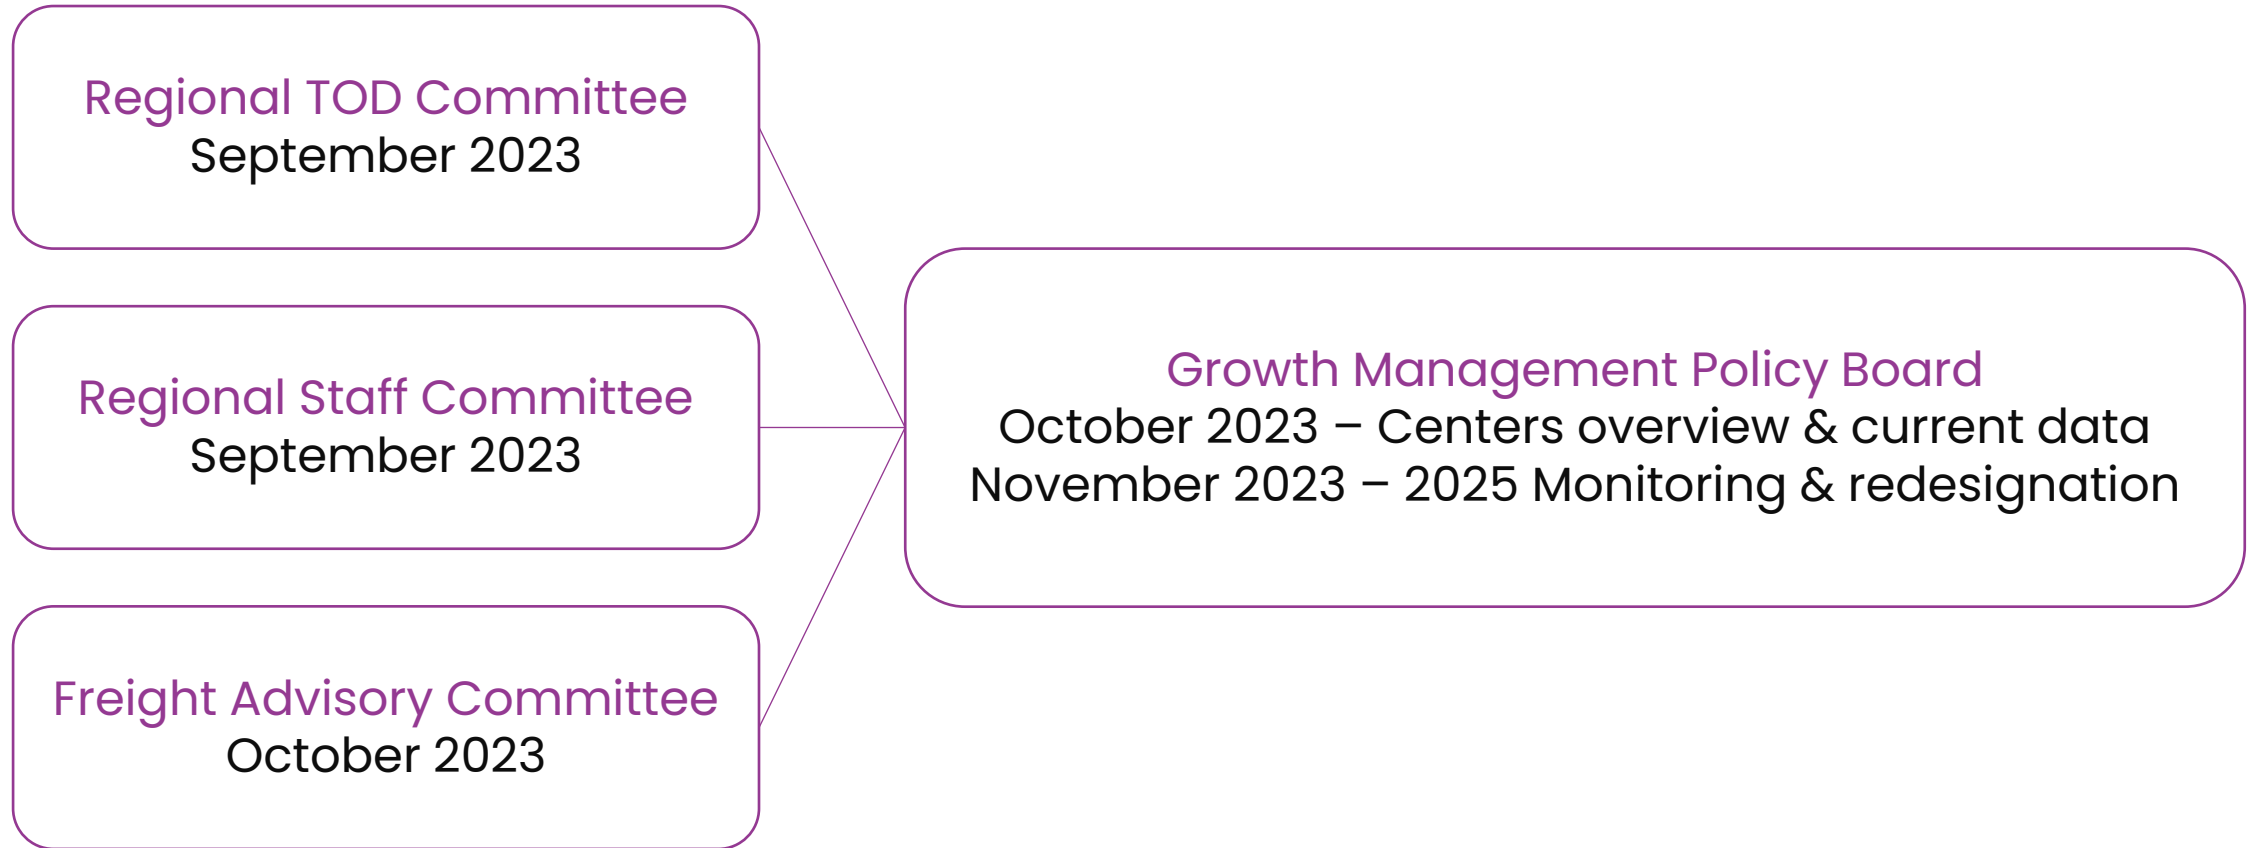 Regional TOD Committee
September 2023
Regional Staff Committee
September 2023
Freight Advisory Committee
October 2023
Growth Management Policy Board
October 2023 – Centers overview & current data
November 2023 – 2025 Monitoring & redesignation